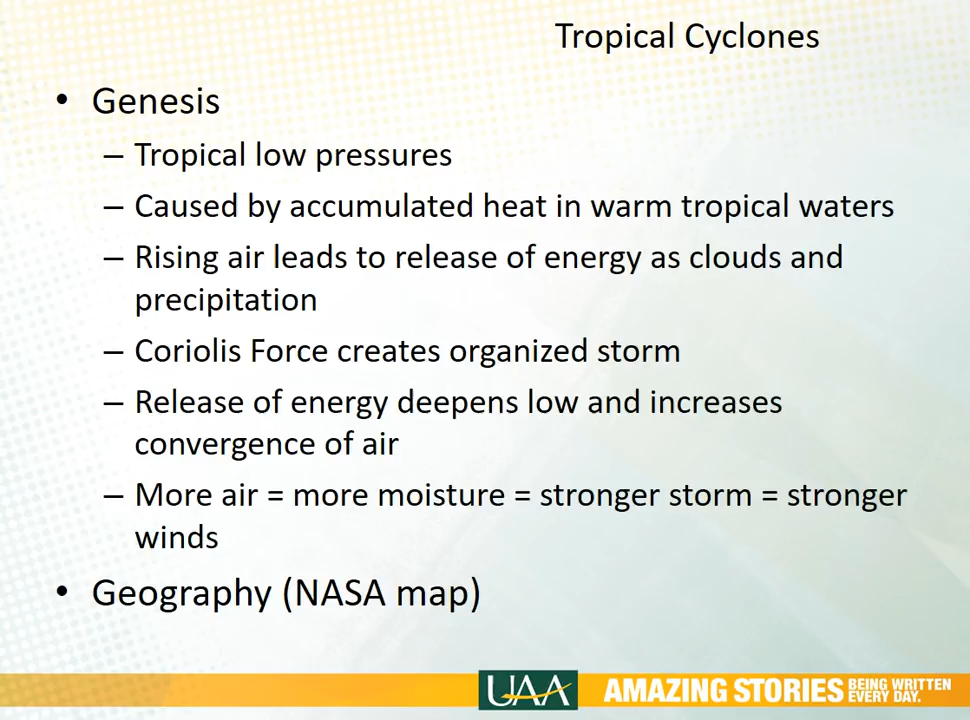 Tropical Cyclones
• Genesis
– Tropical low pressures
– Caused by accumulated heat in warm tropical waters
– Rising air leads to release of energy as clouds and
precipitation
– Coriolis Force creates organized storm
– Release of energy deepens low and increases
convergence of air
– More air = more moisture = stronger storm = stronger
winds
• Geography (NASA map)
UAA AMAZING STORIES BEING WRITTEN
EVERY DAY.